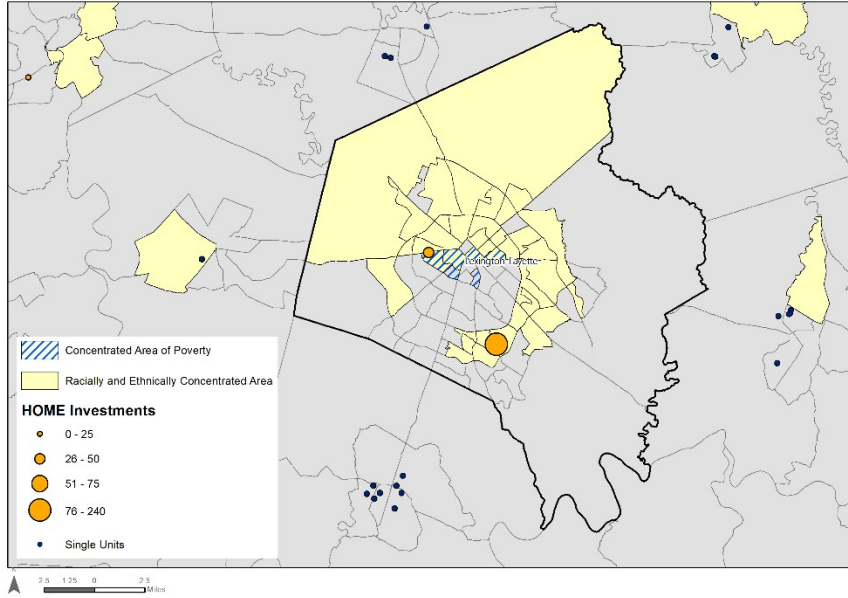 Lexington-Fayette
Concentrated Area of Poverty
Racially and Ethnically Concentrated Area
HOME Investments
0 - 25
26 - 50
51 - 75
76 - 240
Single Units
2.5 1.25 0 2.5
Miles